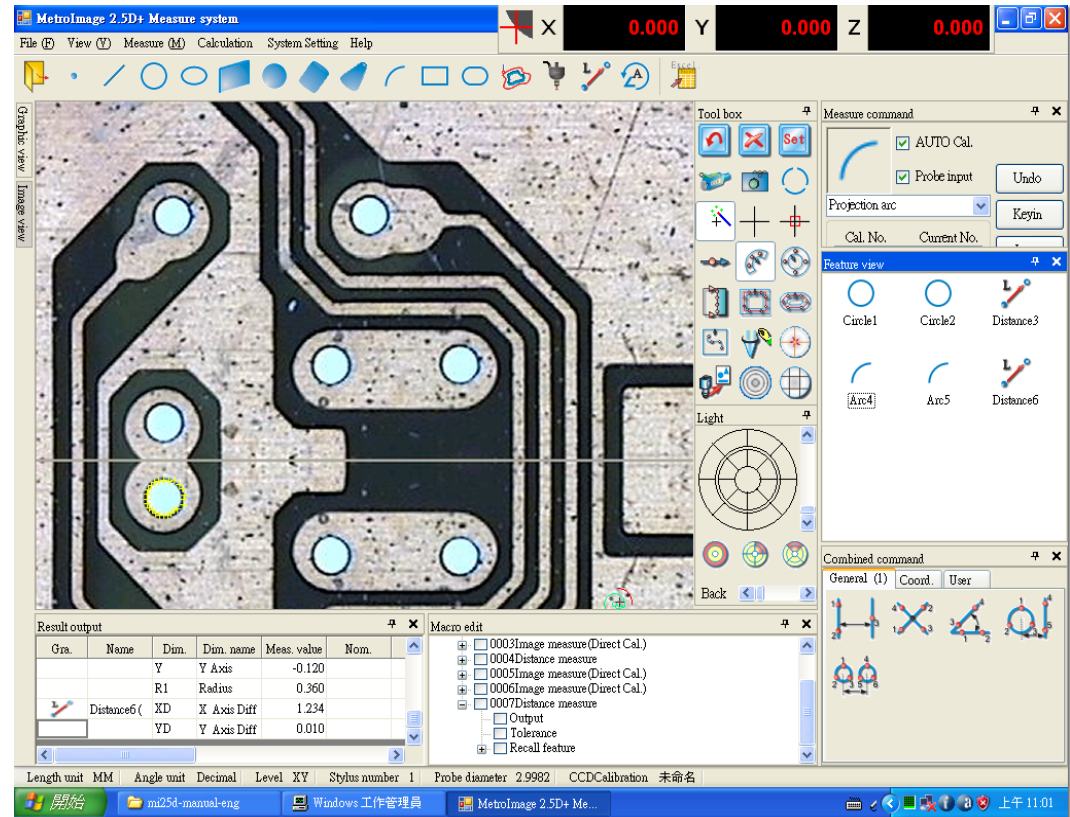 MetroImage 2.5D+ Measure system
X 0.000 Y 0.000 Z 0.000
File (F) View (V) Measure (M) Calculation System Setting Help
L A Excel
Graphic view
Image view
Tool box
Set
Light
Back
Measure command
AUTO Cal.
Probe input
Undo
Projection arc
Keyin
Cal. No. Current No.
Feature view
L
Circle1 Circle2 Distance3
L
Arc4 Arc5 Distance6
Combined command
General (1) Coord. User
Result output
Gra. Name Dim. Dim. name Meas. value Nom.
Y Y Axis -0.120
R1 Radius 0.360
L Distance6 ( XD X Axis Diff 1.234
YD Y Axis Diff 0.010
Macro edit
0003Image measure(Direct Cal.)
0004Distance measure
0005Image measure(Direct Cal.)
0006Image measure(Direct Cal.)
0007Distance measure
Output
Tolerance
Recall feature
Length unit MM Angle unit Decimal Level XY Stylus number 1 Probe diameter 2.9982 CCDCalibration 未命名
開始 mi25d-manual-eng Windows 工作管理員 MetroImage 2.5D+ Me... 上午 11:01